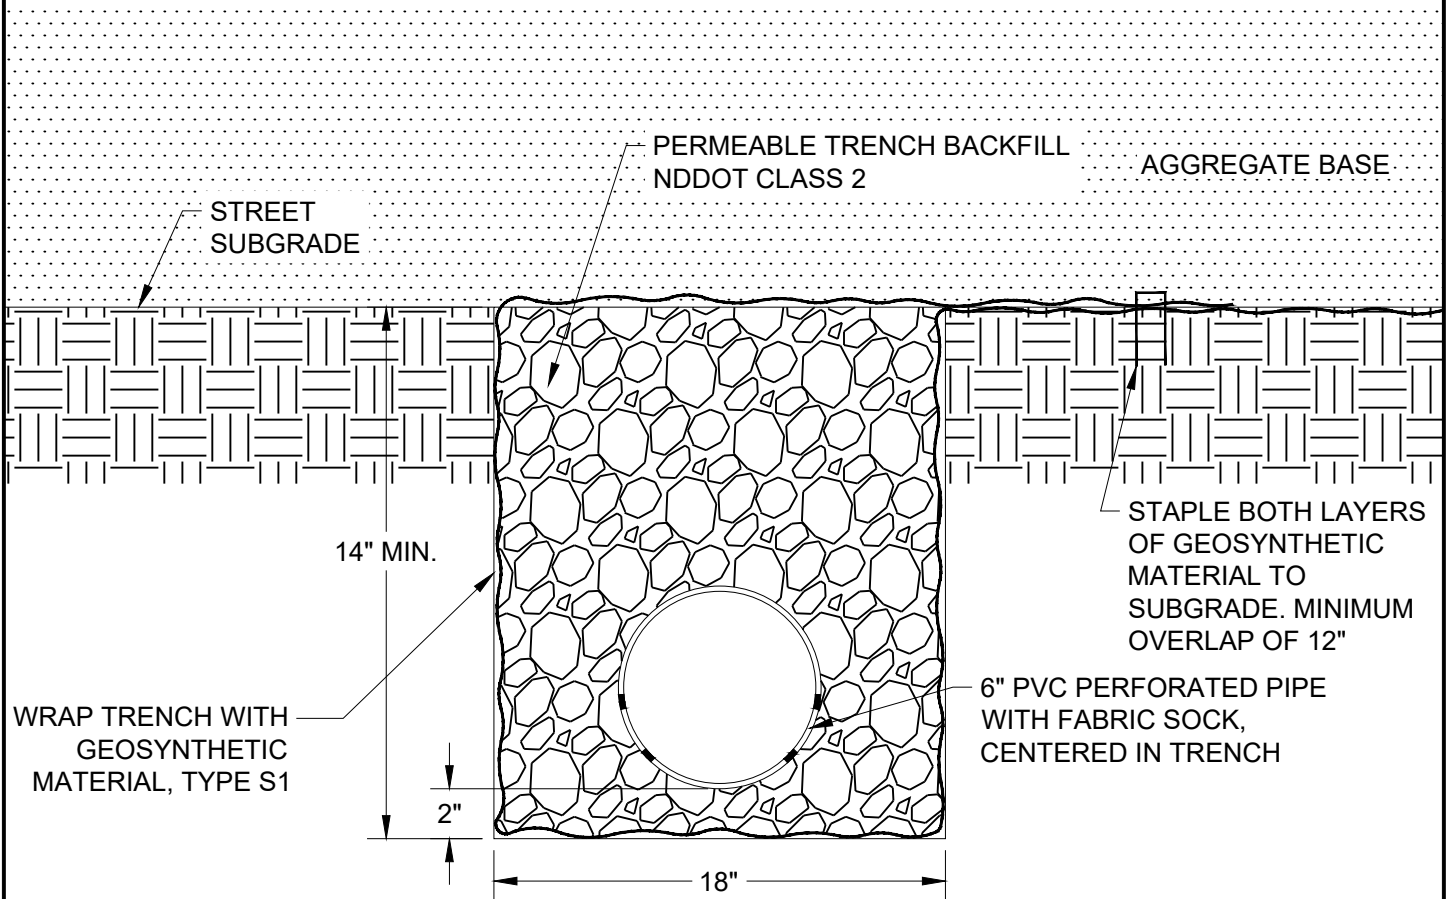 PERMEABLE TRENCH BACKFILL
NDDOT CLASS 2
AGGREGATE BASE
STREET
SUBGRADE
14" MIN.
STAPLE BOTH LAYERS
OF GEOSYNTHETIC
MATERIAL TO
SUBGRADE. MINIMUM
OVERLAP OF 12"
WRAP TRENCH WITH
GEOSYNTHETIC
MATERIAL, TYPE S1
6" PVC PERFORATED PIPE
WITH FABRIC SOCK,
CENTERED IN TRENCH
2"
18"